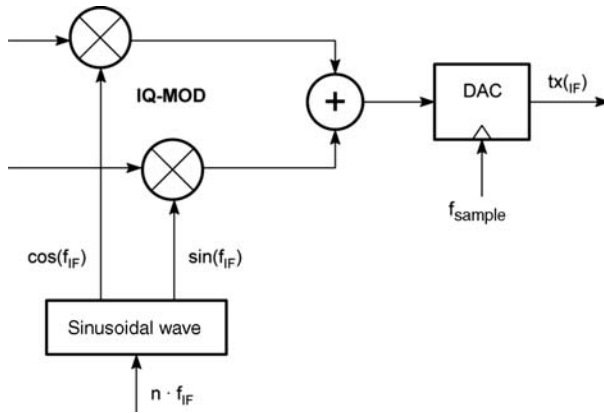 IQ-MOD
+
DAC
tx(IF)
fsample
cos(fIF)
sin(fIF)
Sinusoidal wave
n · fIF